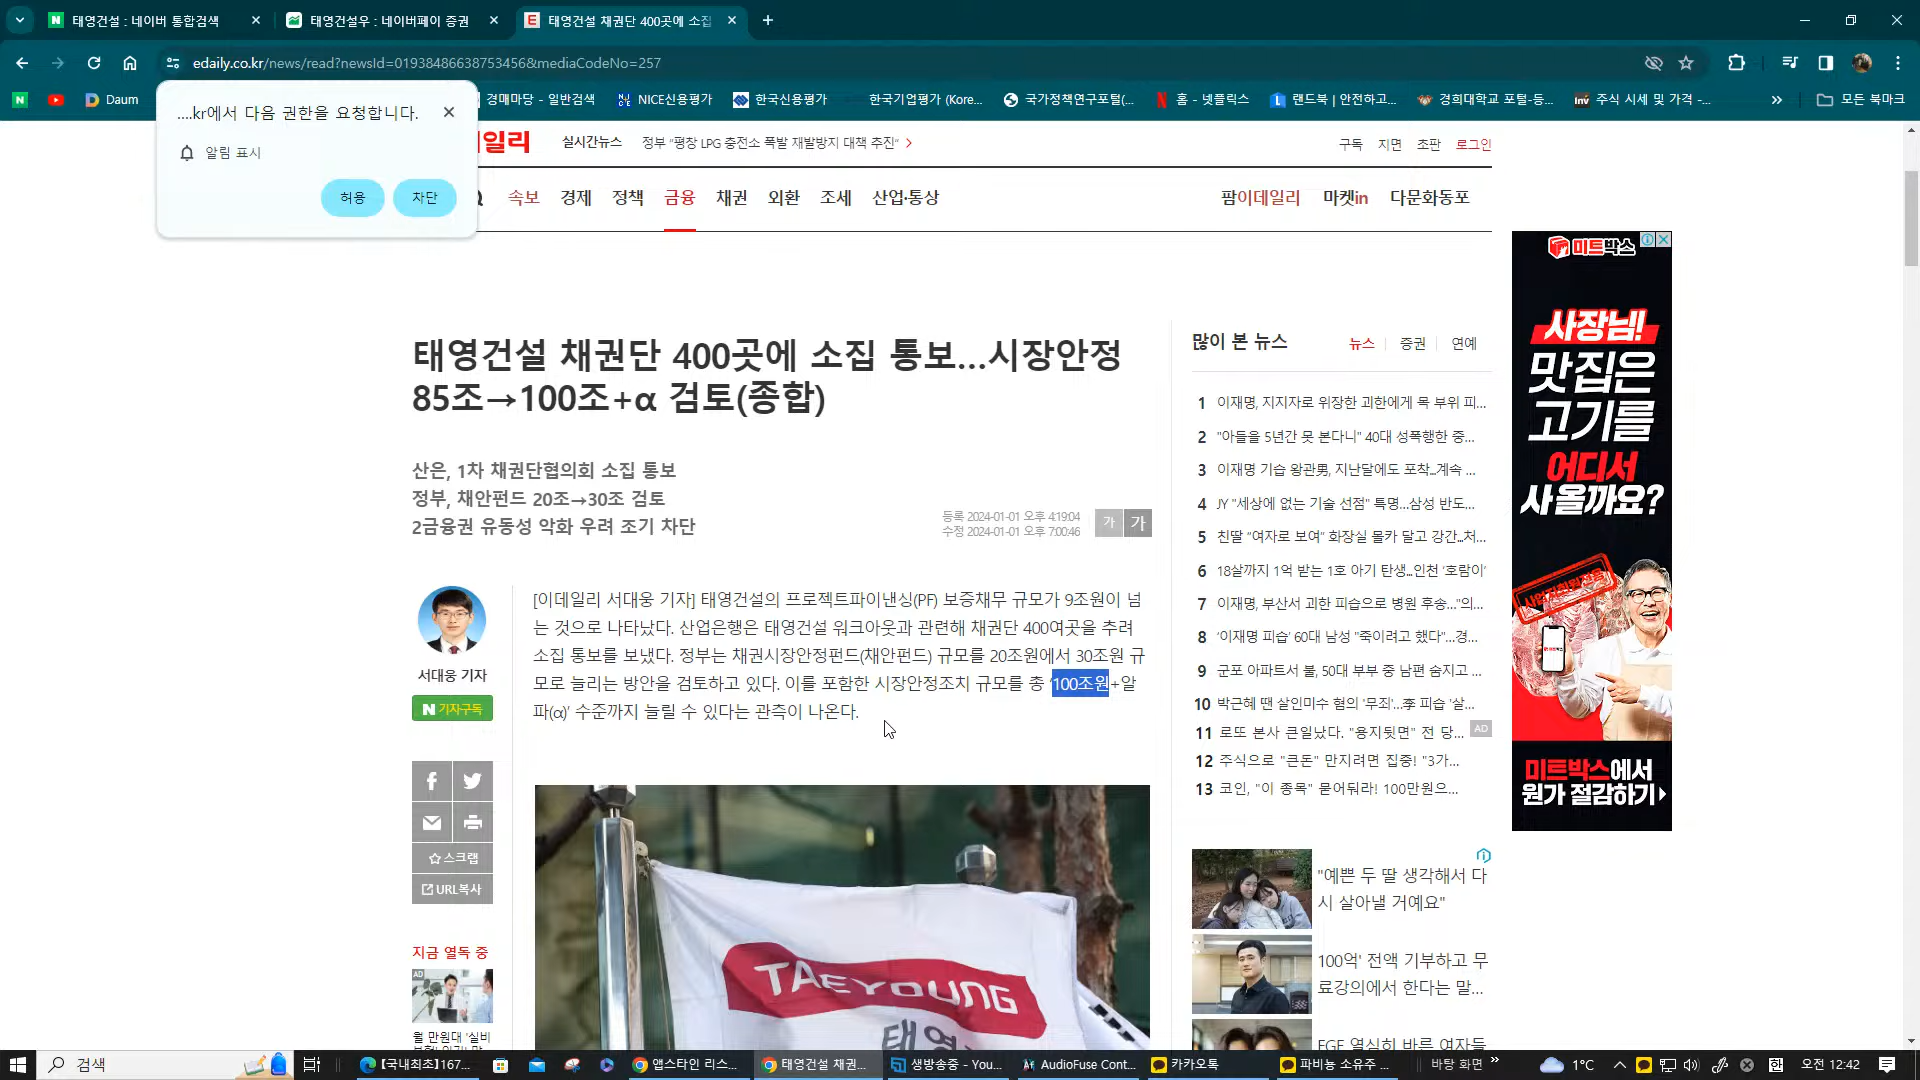 태영건설 : 네이버 통합검색
태영건설우 : 네이버페이 증권
태영건설 채권단 400곳에 소집
edaily.co.kr/news/read?newsId=01938486638753456&mediaCodeNo=257
Daum
경매마당 - 일반검색
NICE신용평가
한국신용평가
한국기업평가 (Kore...
국가정책연구포털(...
홈 - 넷플릭스
랜드북 | 안전하고...
경희대학교 포털-등...
주식 시세 및 가격 -...
모든 북마크
....kr에서 다음 권한을 요청합니다.
알림 표시
허용
차단
일리
실시간뉴스
정부 "평창 LPG 충전소 폭발 재발방지 대책 추진"
구독
지면
초판
로그인
속보
경제
정책
금융
채권
외환
조세
산업·통상
팜이데일리
마켓in
다문화동포
태영건설 채권단 400곳에 소집 통보…시장안정
85조→100조+α 검토(종합)
산은, 1차 채권단협의회 소집 통보
정부, 채안펀드 20조→30조 검토
2금융권 유동성 악화 우려 조기 차단
등록 2024-01-01 오후 4:19:04
수정 2024-01-01 오후 7:00:46
가
가
서대웅 기자
N 기자구독
[이데일리 서대웅 기자] 태영건설의 프로젝트파이낸싱(PF) 보증채무 규모가 9조원이 넘
는 것으로 나타났다. 산업은행은 태영건설 워크아웃과 관련해 채권단 400여곳을 추려
소집 통보를 보냈다. 정부는 채권시장안정펀드(채안펀드) 규모를 20조원에서 30조원 규
모로 늘리는 방안을 검토하고 있다. 이를 포함한 시장안정조치 규모를 총 ‘100조원+알
파(α)’ 수준까지 늘릴 수 있다는 관측이 나온다.
스크랩
URL복사
지금 열독 중
AD
월 만원대 '실비
TAEYOUNG
태영
많이 본 뉴스
뉴스
증권
연예
1 이재명, 지지자로 위장한 괴한에게 목 부위 피...
2 "아들을 5년간 못 본다니" 40대 성폭행한 중...
3 이재명 기습 왕관男, 지난달에도 포착...계속 ...
4 JY "세상에 없는 기술 선점" 특명...삼성 반도...
5 친딸 “여자로 보여” 화장실 몰카 달고 강간...처...
6 18살까지 1억 받는 1호 아기 탄생...인천 '호람이'
7 이재명, 부산서 괴한 피습으로 병원 후송..."의...
8 '이재명 피습' 60대 남성 "죽이려고 했다"...경...
9 군포 아파트서 불, 50대 부부 중 남편 숨지고 ...
10 박근혜 땐 살인미수 혐의 '무죄'...李 피습 '살...
11 로또 본사 큰일났다. "용지뒷면" 전 당...
AD
12 주식으로 "큰돈" 만지려면 집중! "3가...
13 코인, "이 종목" 묻어둬라! 100만원으...
"예쁜 두 딸 생각해서 다
시 살아낼 거예요"
100억' 전액 기부하고 무
료강의에서 한다는 말...
FGF 열심히 바른 여자들
미트박스
사장님!
맛집은
고기를
어디서
사올까요?
미트박스에서
원가 절감하기
검색
【국내최초】167...
앱스타인 리스...
태영건설 채권...
생방송중 - You...
AudioFuse Cont...
카카오톡
파비뇽 소유주 ...
바탕 화면
1°C
한
오전 12:42